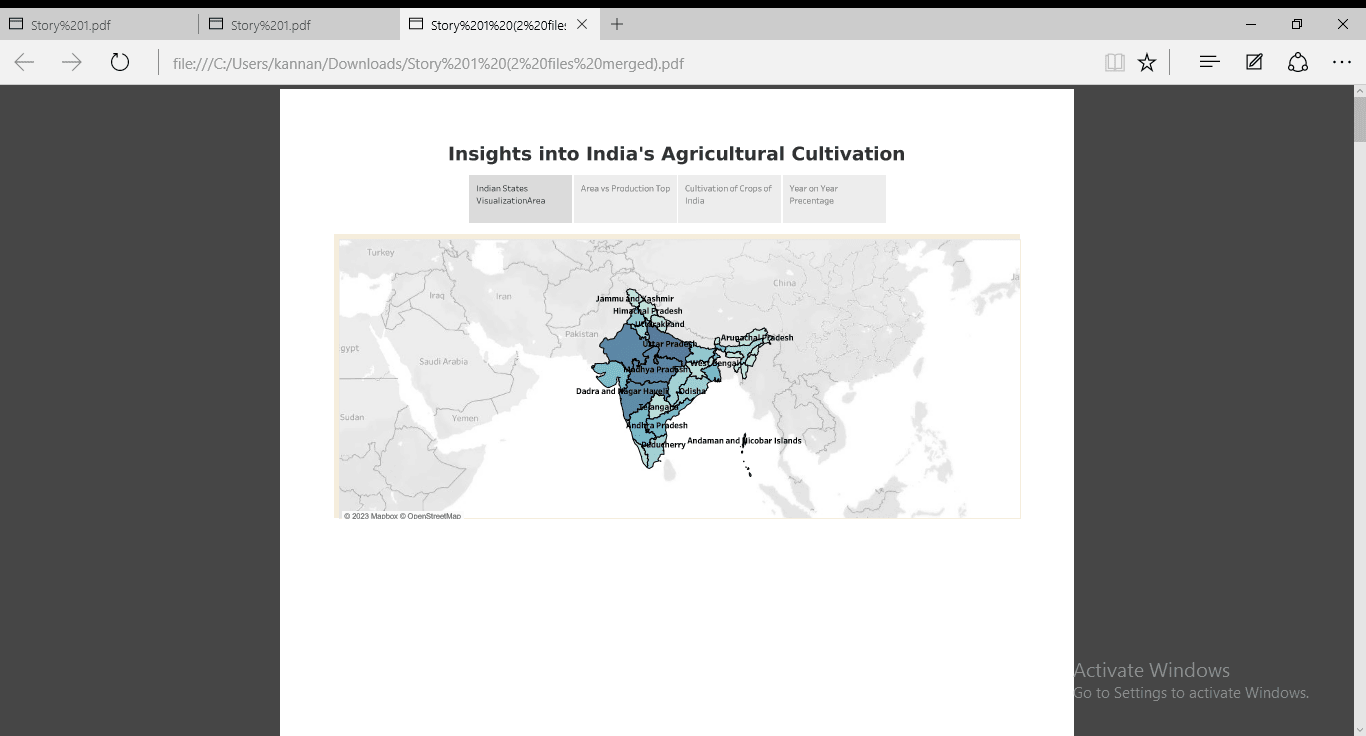 Story%201.pdf
Story%201.pdf
Story%201%20(2%20file:
file:///C:/Users/kannan/Downloads/Story%201%20(2%20files%20merged).pdf
Insights into India's Agricultural Cultivation
Indian States
VisualizationArea
Area vs Production Top
Cultivation of Crops of
India
Year on Year
Precentage
Turkey
China
Iraq
Iran
Pakistan
gypt
Saudi Arabia
Sudan
Yemen
Ja
Jammu and Kashmir
Himachal Pradesh
Uttarakhand
Uttar Pradesh
Arunachal Pradesh
West Bengal
Madhya Pradesh
Dadra and Nagar Haveli
Odisha
Telangana
Andhra Pradesh
Puducherry
Andaman and Nicobar Islands
© 2023 Mapbox © OpenStreetMap
Activate Windows
Go to Settings to activate Windows.